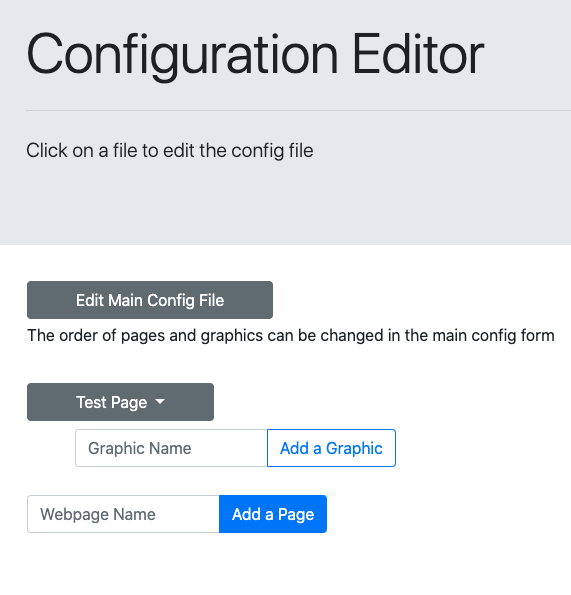 Configuration Editor
Click on a file to edit the config file
Edit Main Config File
The order of pages and graphics can be changed in the main config form
Test Page
Graphic Name Add a Graphic
Webpage Name Add a Page